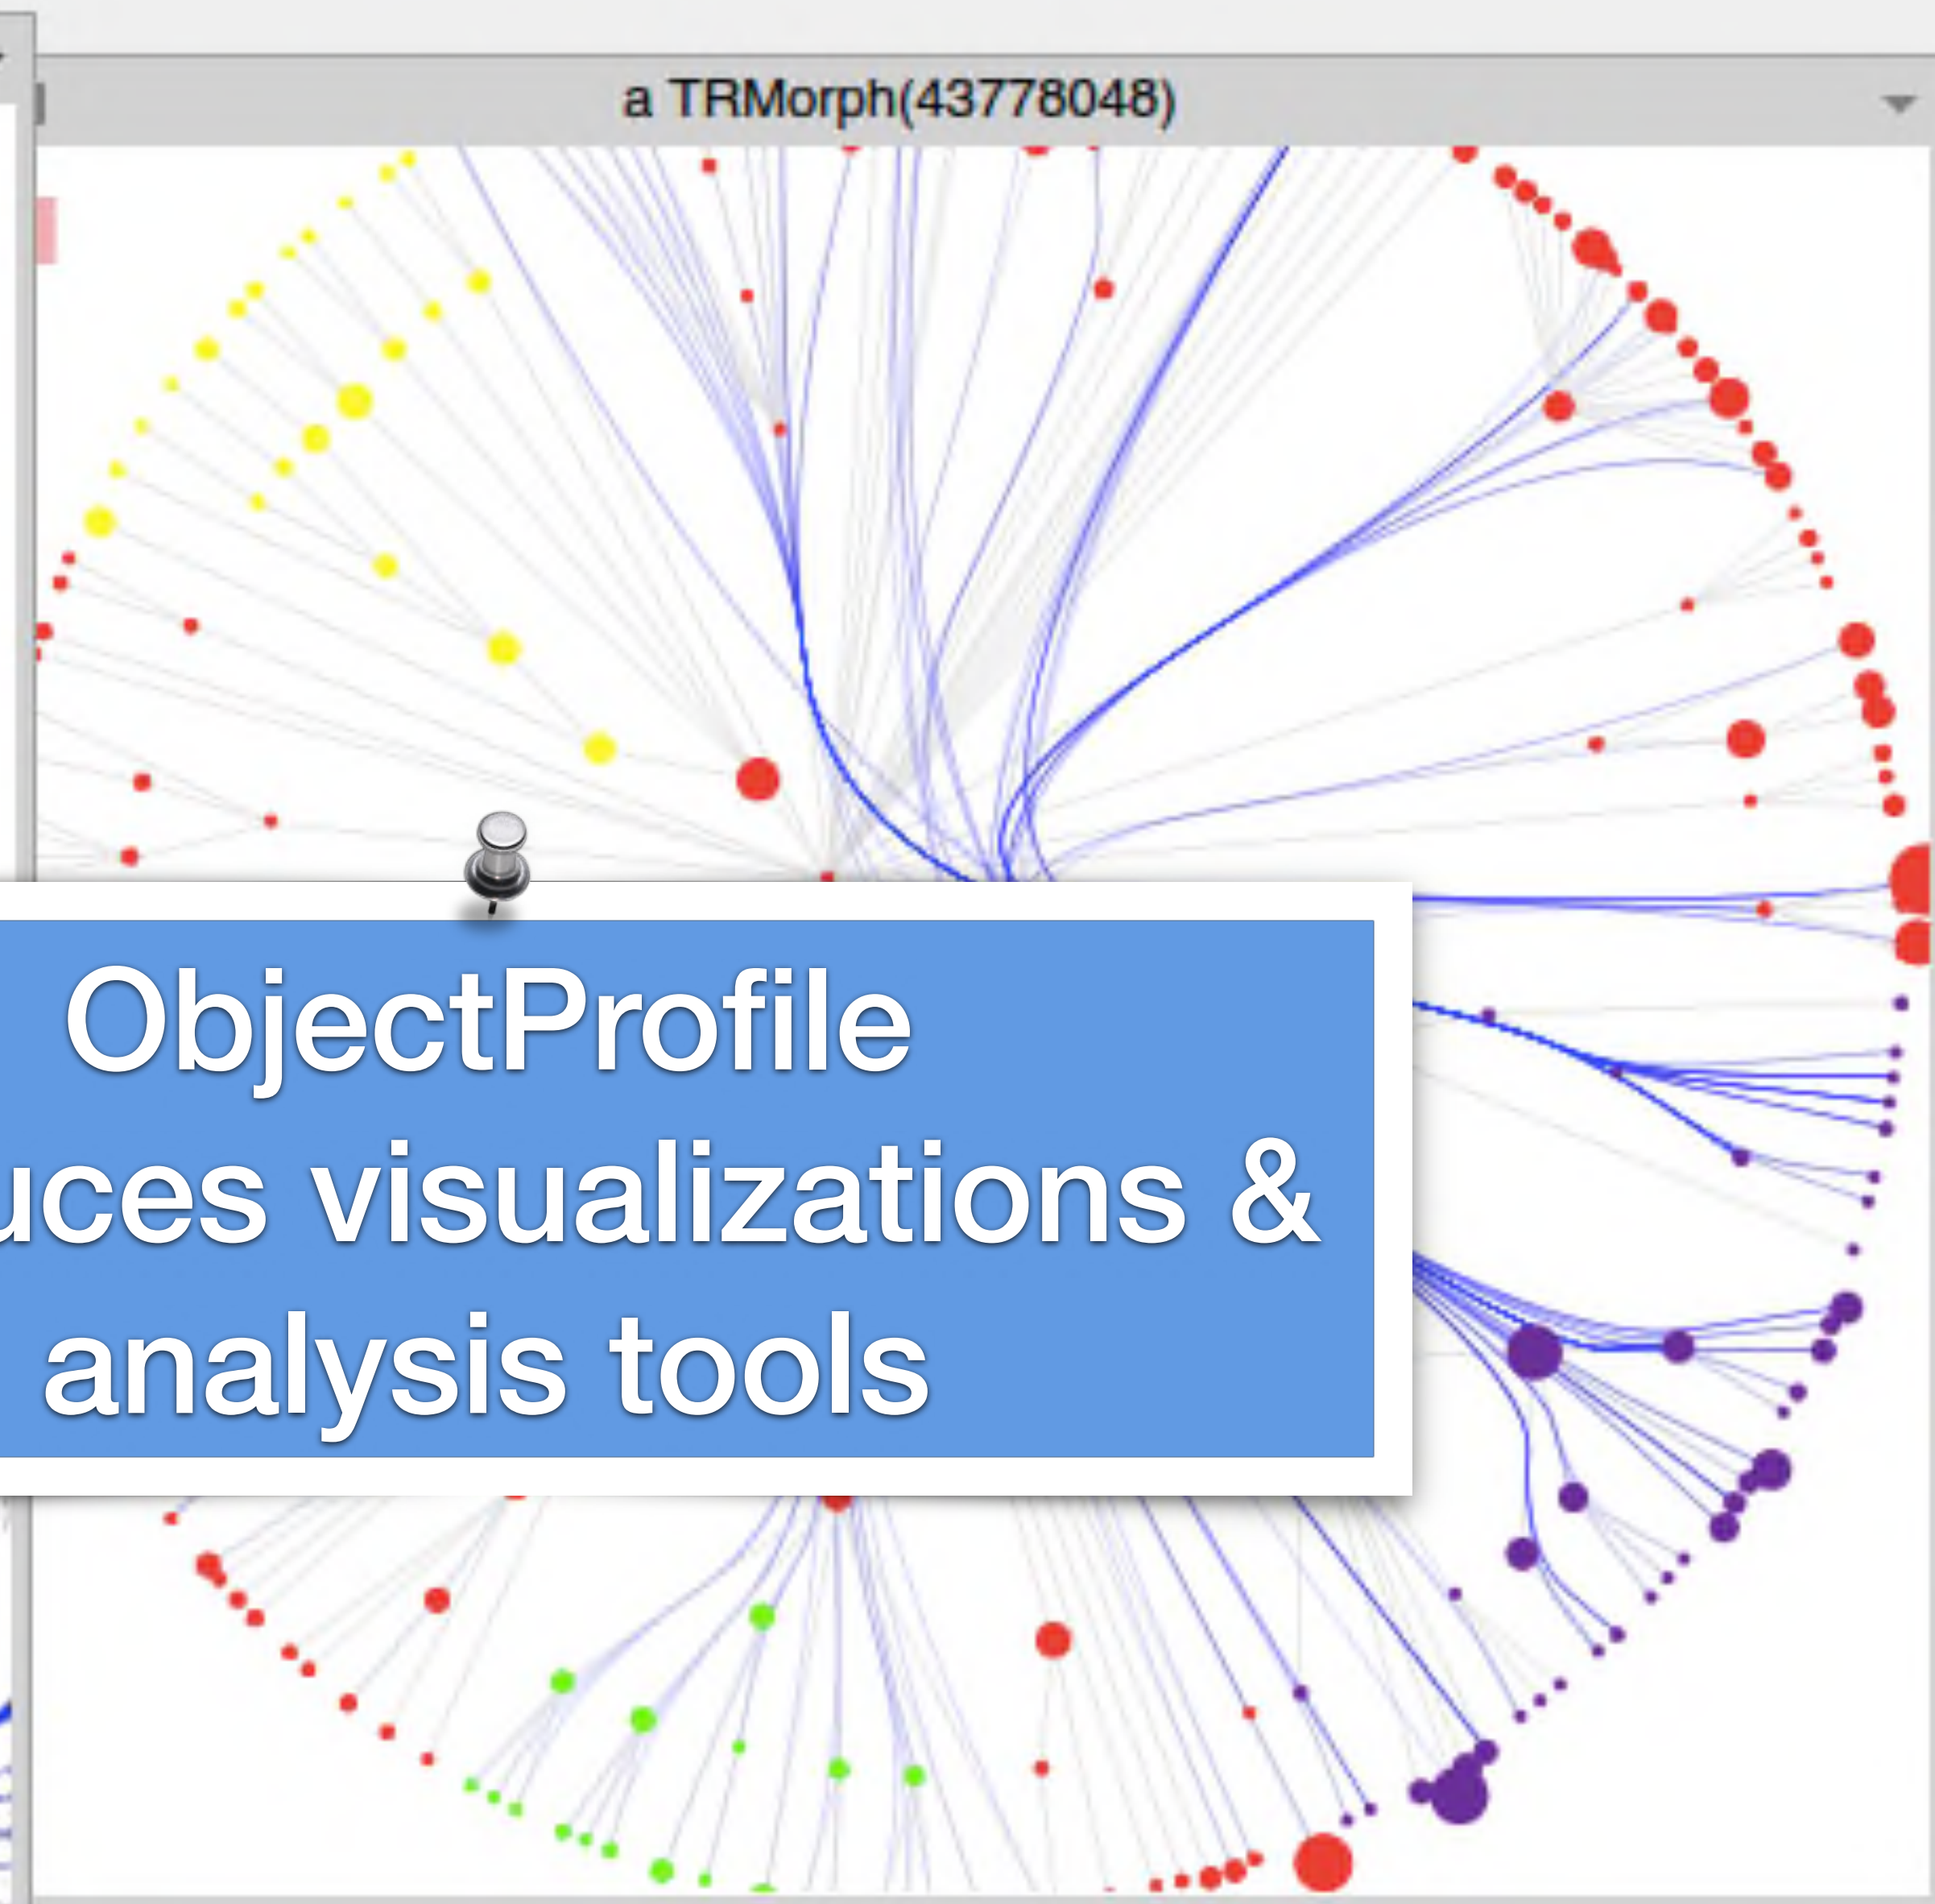 a TRMorph(43778048)
ObjectProfile
uces visualizations &
analysis tools